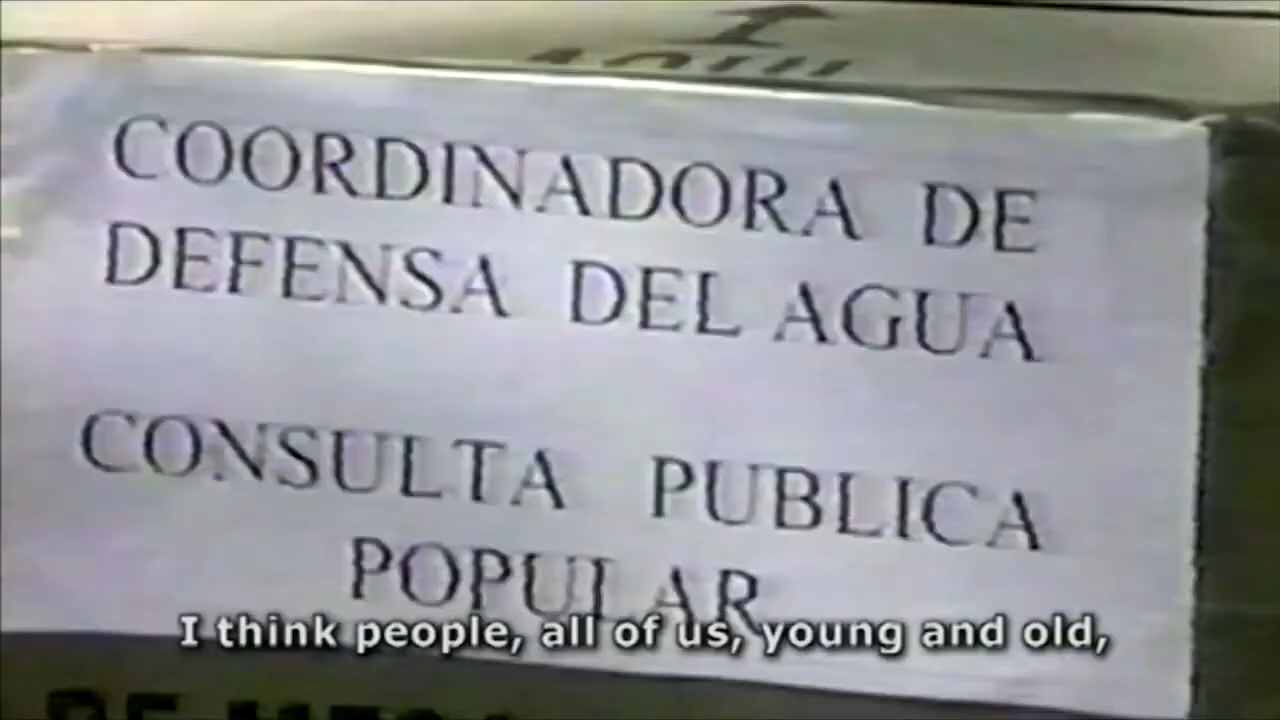 COORDINADORA DE
DEFENSA DEL AGUA
CONSULTA PUBLICA
POPULAR
I think people, all of us, young and old,